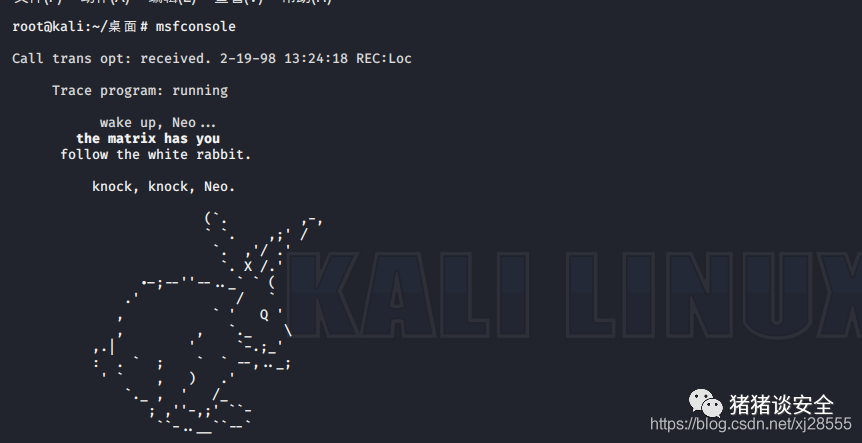 root@kali:~/桌面# msfconsole
Call trans opt: received. 2-19-98 13:24:18 REC:Loc
Trace program: running
wake up, Neo...
the matrix has you
follow the white rabbit.
knock, knock, Neo.
KALI LINUX
猪猪谈安全
https://blog.csdn.net/xj28555